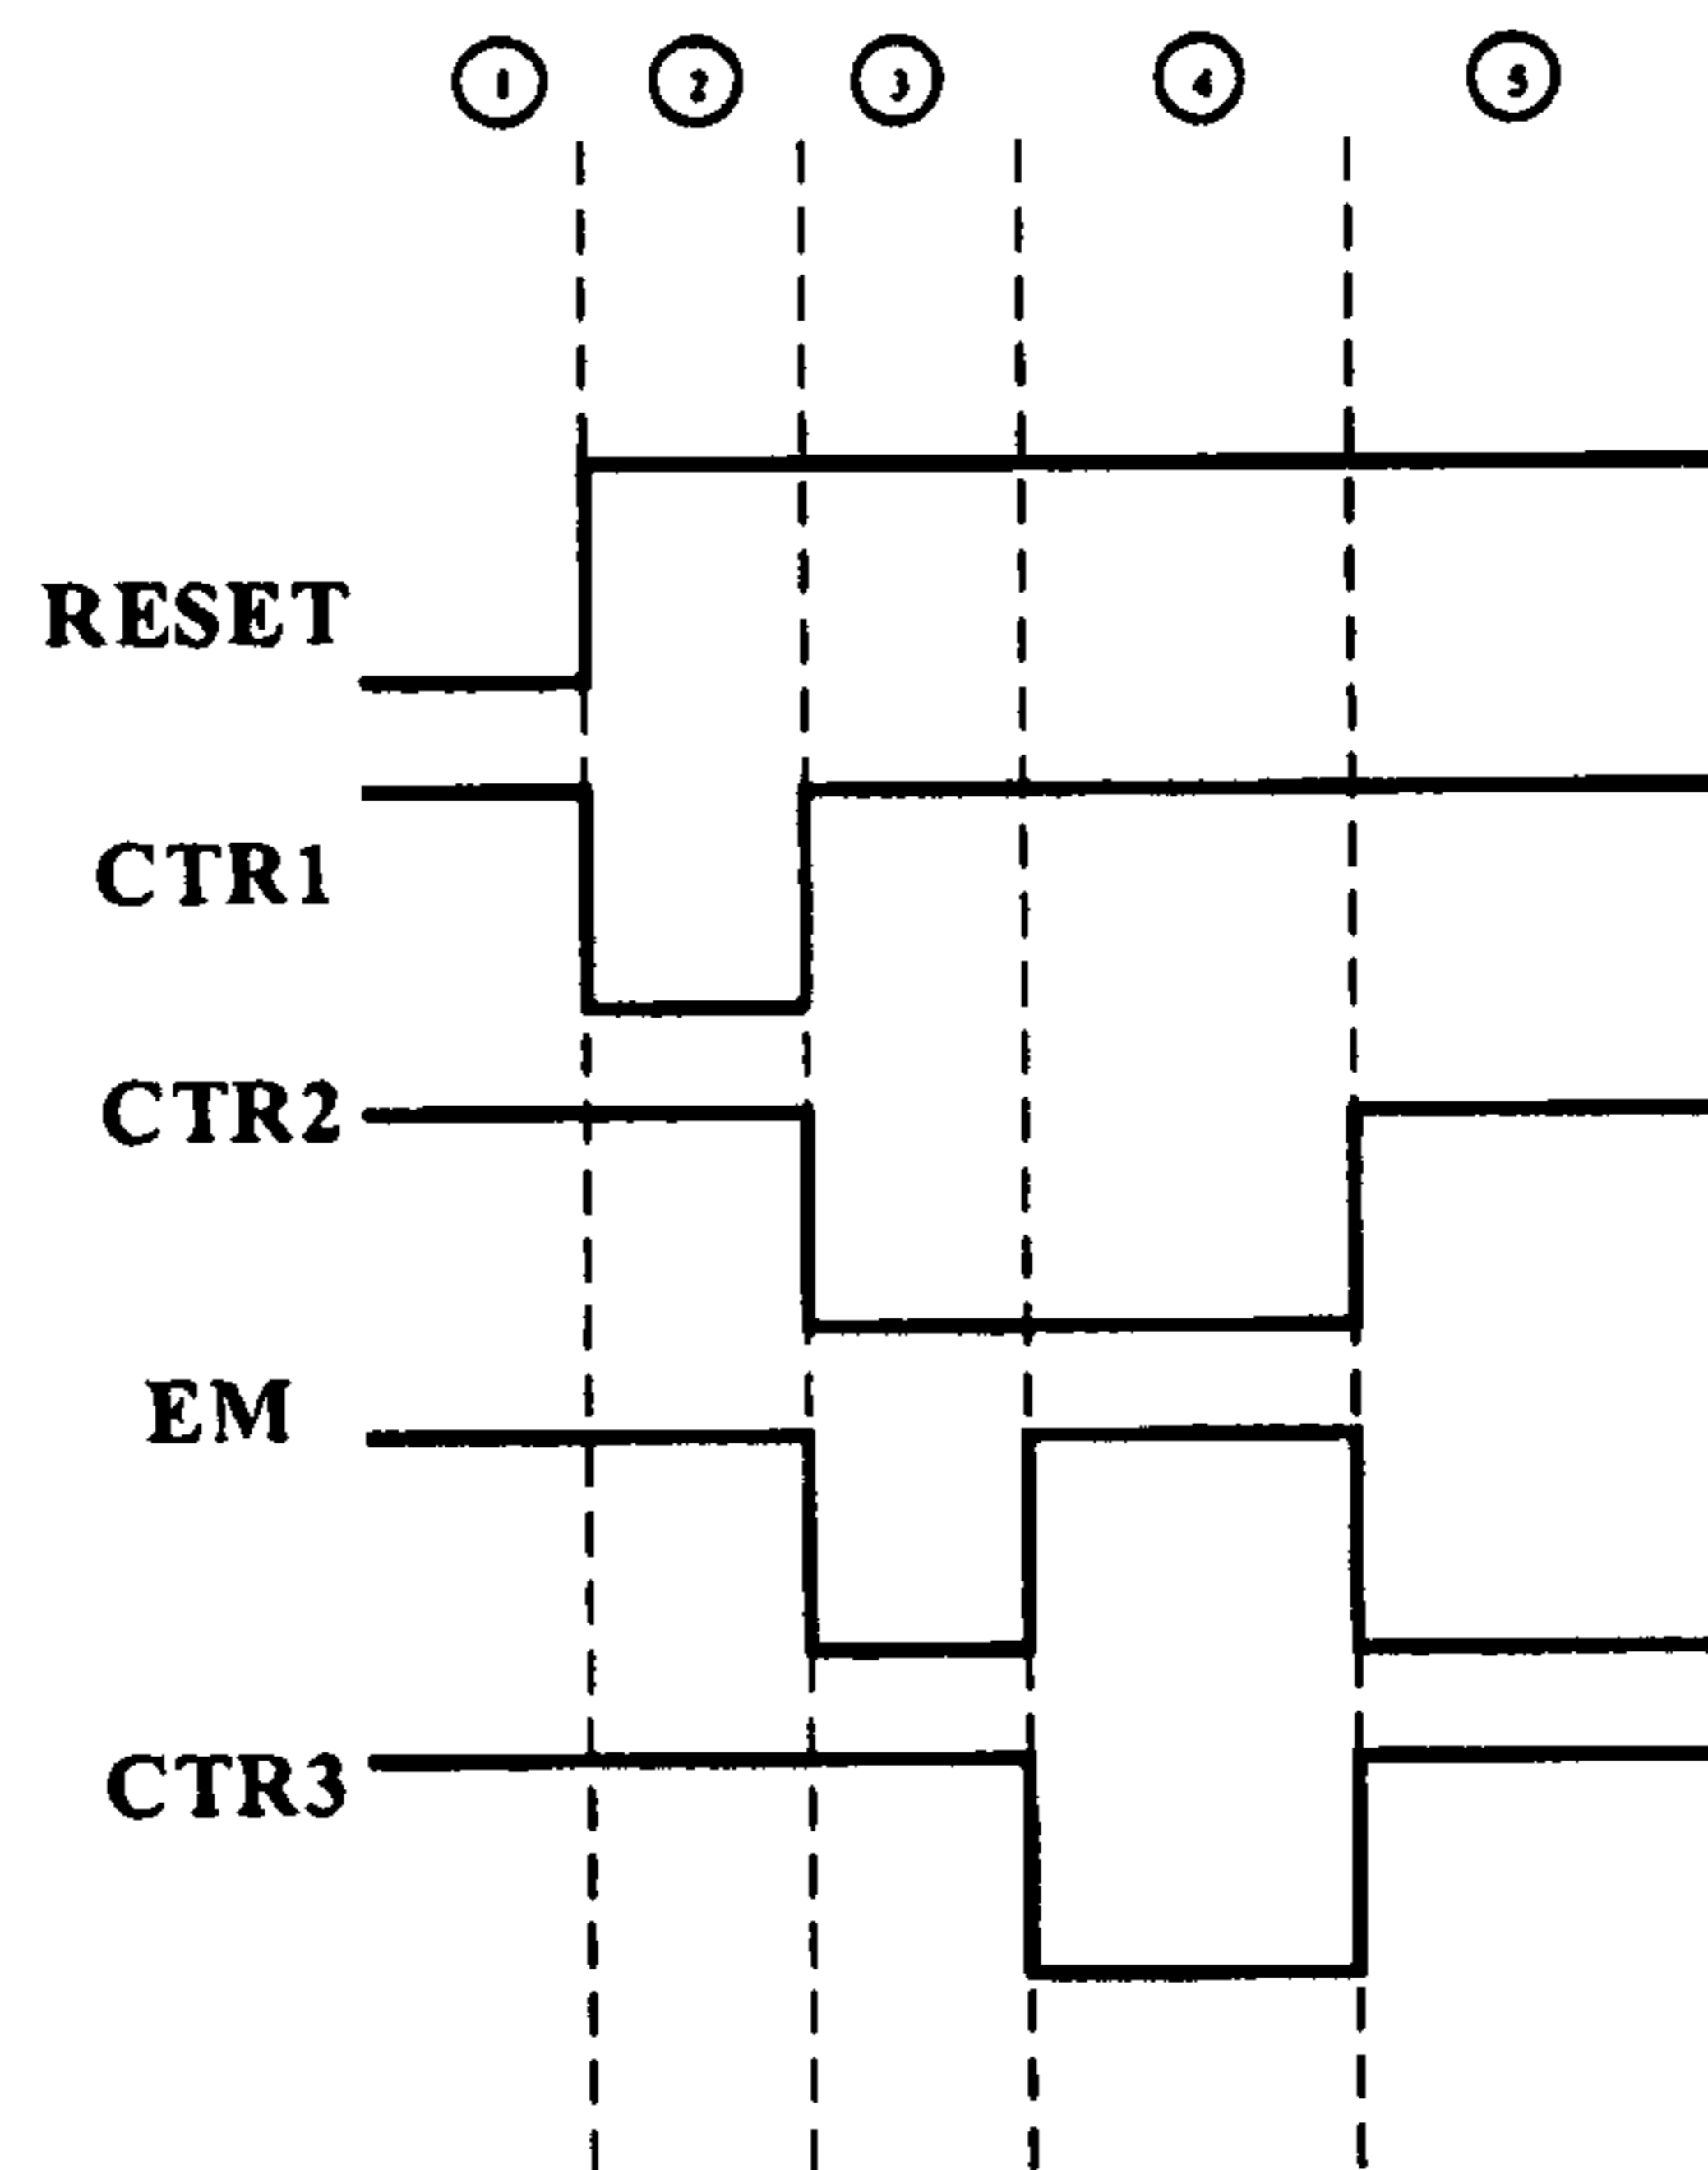 ① ② ③ ④ ⑤
RESET
CTR1
CTR2
EM
CTR3